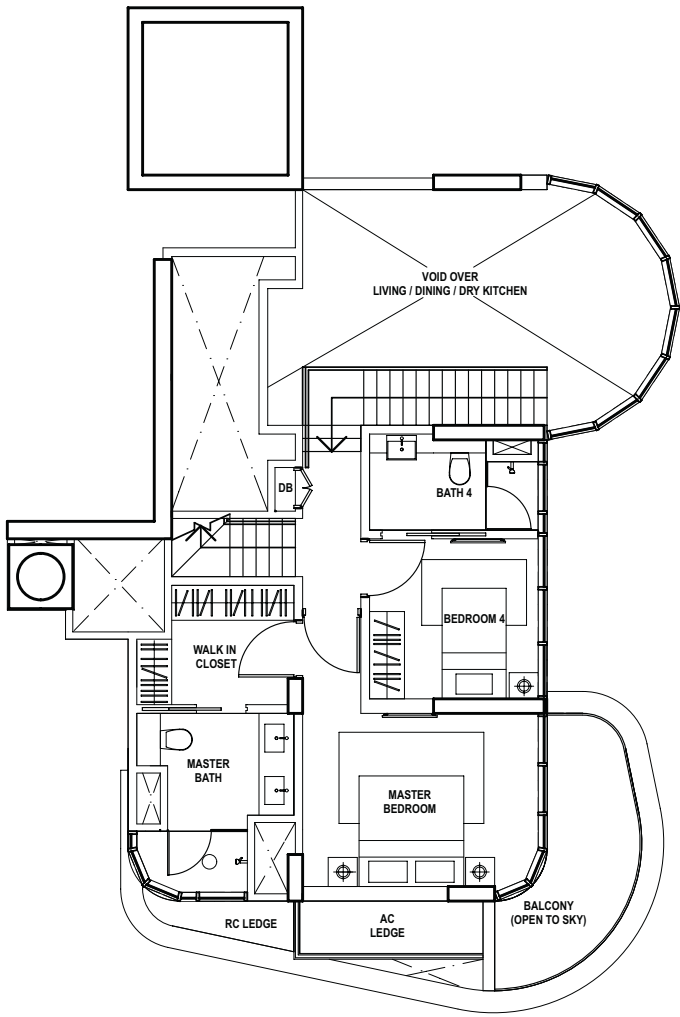 VOID OVER
LIVING / DINING / DRY KITCHEN
DB
BATH 4
BEDROOM 4
WALK IN
CLOSET
MASTER
BATH
MASTER
BEDROOM
BALCONY
(OPEN TO SKY)
RC LEDGE
AC
LEDGE